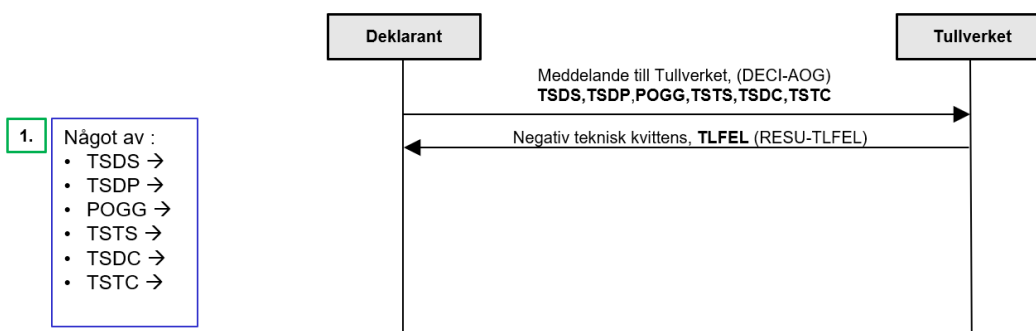 Deklarant
Tullverket
Meddelande till Tullverket, (DECI-AOG)
TSDS,TSDP,POGG,TSTS,TSDC,TSTC
Negativ teknisk kvittens, TLFEL (RESU-TLFEL)
1.
Något av :
• TSDS →
• TSDP →
• POGG →
• TSTS →
• TSDC →
• TSTC →